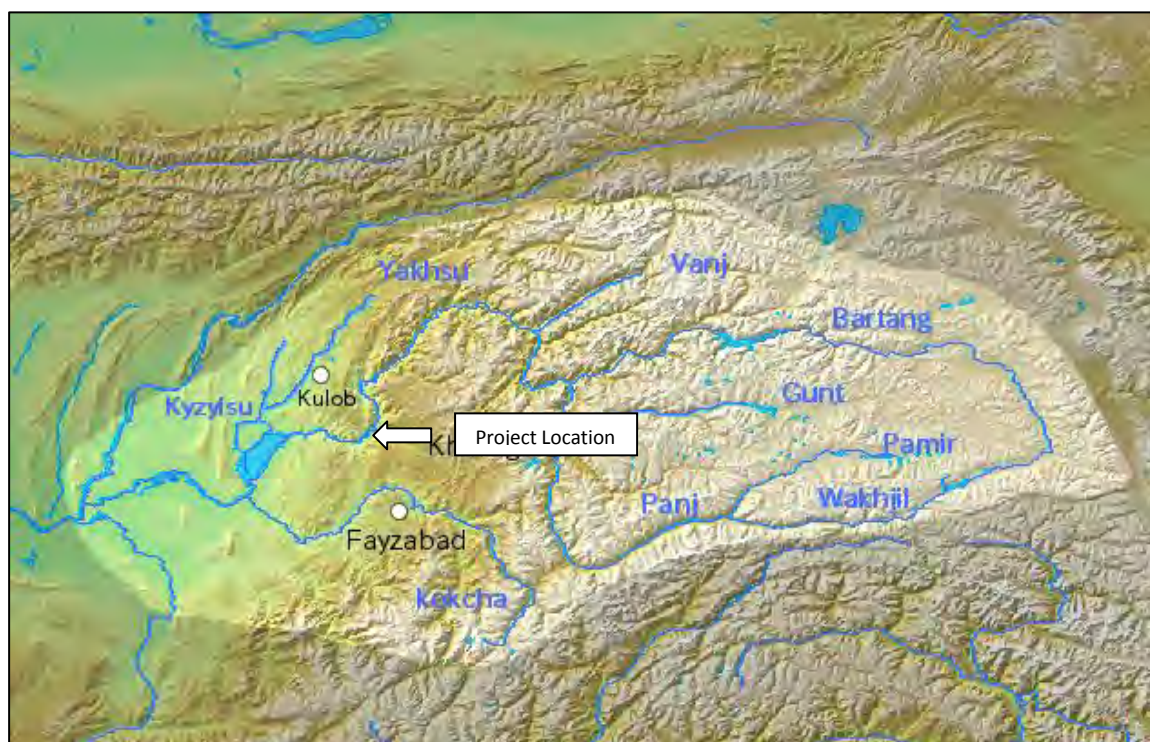 Yakhsu
Vanj
Bartang
Kulob
Gunt
Kyzylsu
Project Location
Pamir
Panj
Wakhjil
Fayzabad
kokcha